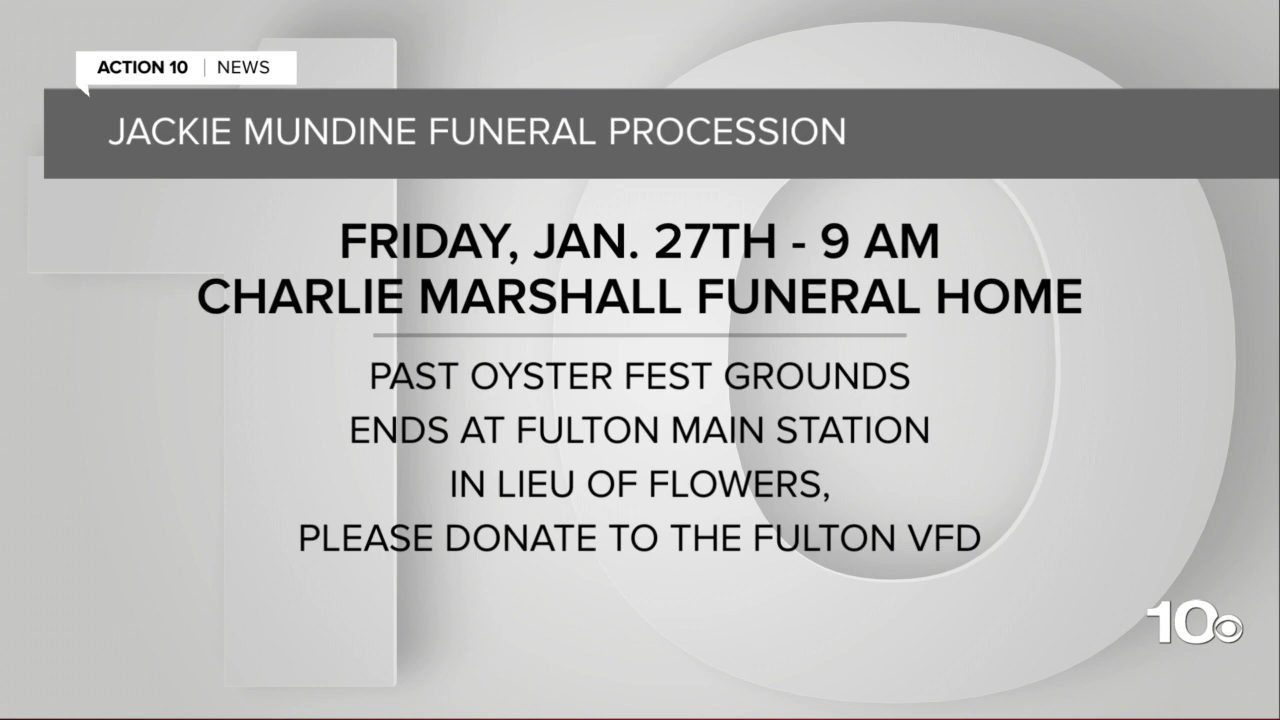 ACTION 10 | NEWS
JACKIE MUNDINE FUNERAL PROCESSION
FRIDAY, JAN. 27TH - 9 AM
CHARLIE MARSHALL FUNERAL HOME
PAST OYSTER FEST GROUNDS
ENDS AT FULTON MAIN STATION
IN LIEU OF FLOWERS,
PLEASE DONATE TO THE FULTON VFD
10